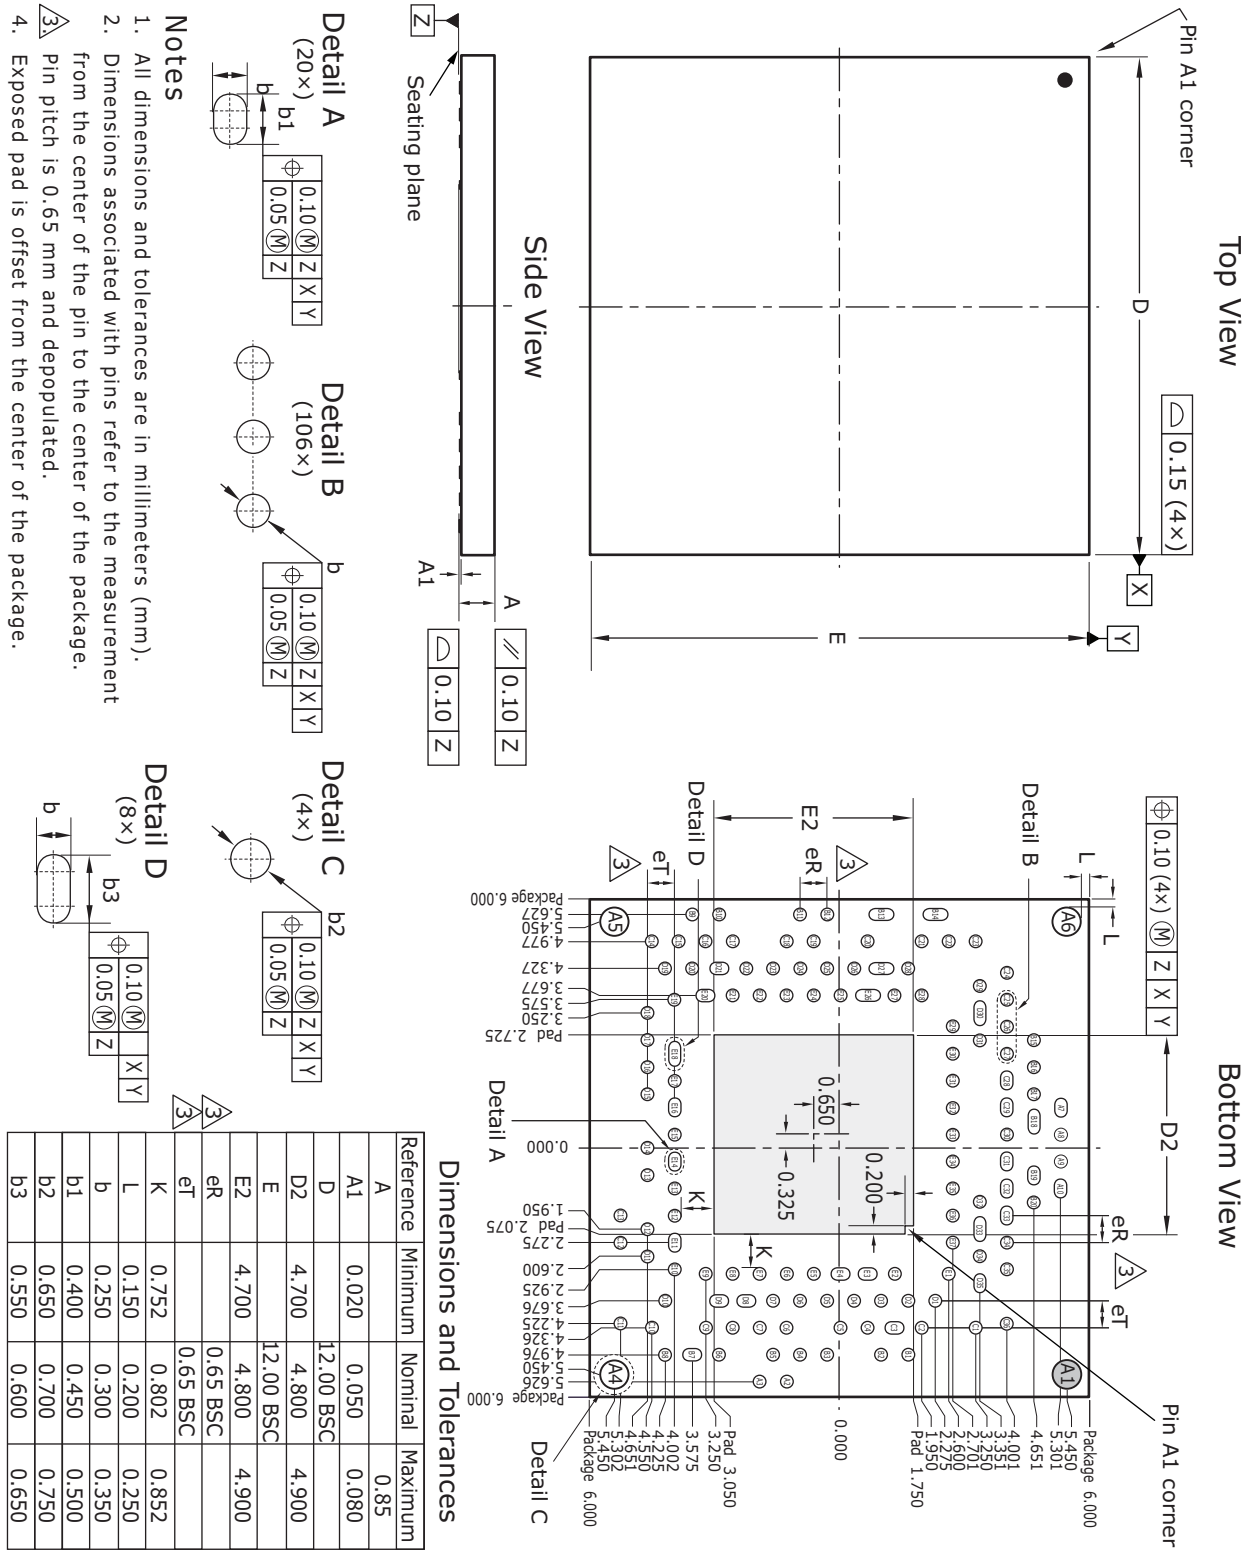 Top View
Pin A1 corner
D
0.15 (4×)
X
Y
E
Side View
Z
Seating plane
A1
A
// 0.10 Z
0.10 Z
Bottom View
0.10 (4×) Ⓜ Z X Y
D2
eR
3
eT
Pin A1 corner
L
L
Detail B
E2
eR
3
Detail D
eT
3
Detail A
K
K
0.650
0.325
0.200
Detail C
A6
A5
A1
A4
Package 6.000
5.627
5.450
4.977
4.327
3.677
3.575
3.250
Pad 2.725
0.000
1.950
Pad 2.075
2.275
2.600
2.925
3.676
4.225
4.326
4.976
5.450
5.626
Package 6.000
Package 6.000
5.450
5.301
4.651
4.001
3.351
3.250
2.701
2.600
2.275
1.950
Pad 1.750
0.000
Pad 3.050
3.250
3.575
4.002
4.225
4.550
4.651
5.302
5.450
Package 6.000
Detail A
(20×)
b
b1
0.10 Ⓜ Z X Y
0.05 Ⓜ Z
Detail B
(106×)
b
0.10 Ⓜ Z X Y
0.05 Ⓜ Z
Detail C
(4×)
b2
0.10 Ⓜ Z X Y
0.05 Ⓜ Z
Detail D
(8×)
b
b3
0.10 Ⓜ X Y
0.05 Ⓜ Z
Notes
1. All dimensions and tolerances are in millimeters (mm).
2. Dimensions associated with pins refer to the measurement
from the center of the pin to the center of the package.
3. Pin pitch is 0.65 mm and depopulated.
4. Exposed pad is offset from the center of the package.
Dimensions and Tolerances
Reference Minimum Nominal Maximum
A 0.85
A1 0.020 0.050 0.080
D 12.00 BSC
D2 4.700 4.800 4.900
E 12.00 BSC
E2 4.700 4.800 4.900
3 eR 0.65 BSC
3 eT 0.65 BSC
K 0.752 0.802 0.852
L 0.150 0.200 0.250
b 0.250 0.300 0.350
b1 0.400 0.450 0.500
b2 0.650 0.700 0.750
b3 0.550 0.600 0.650